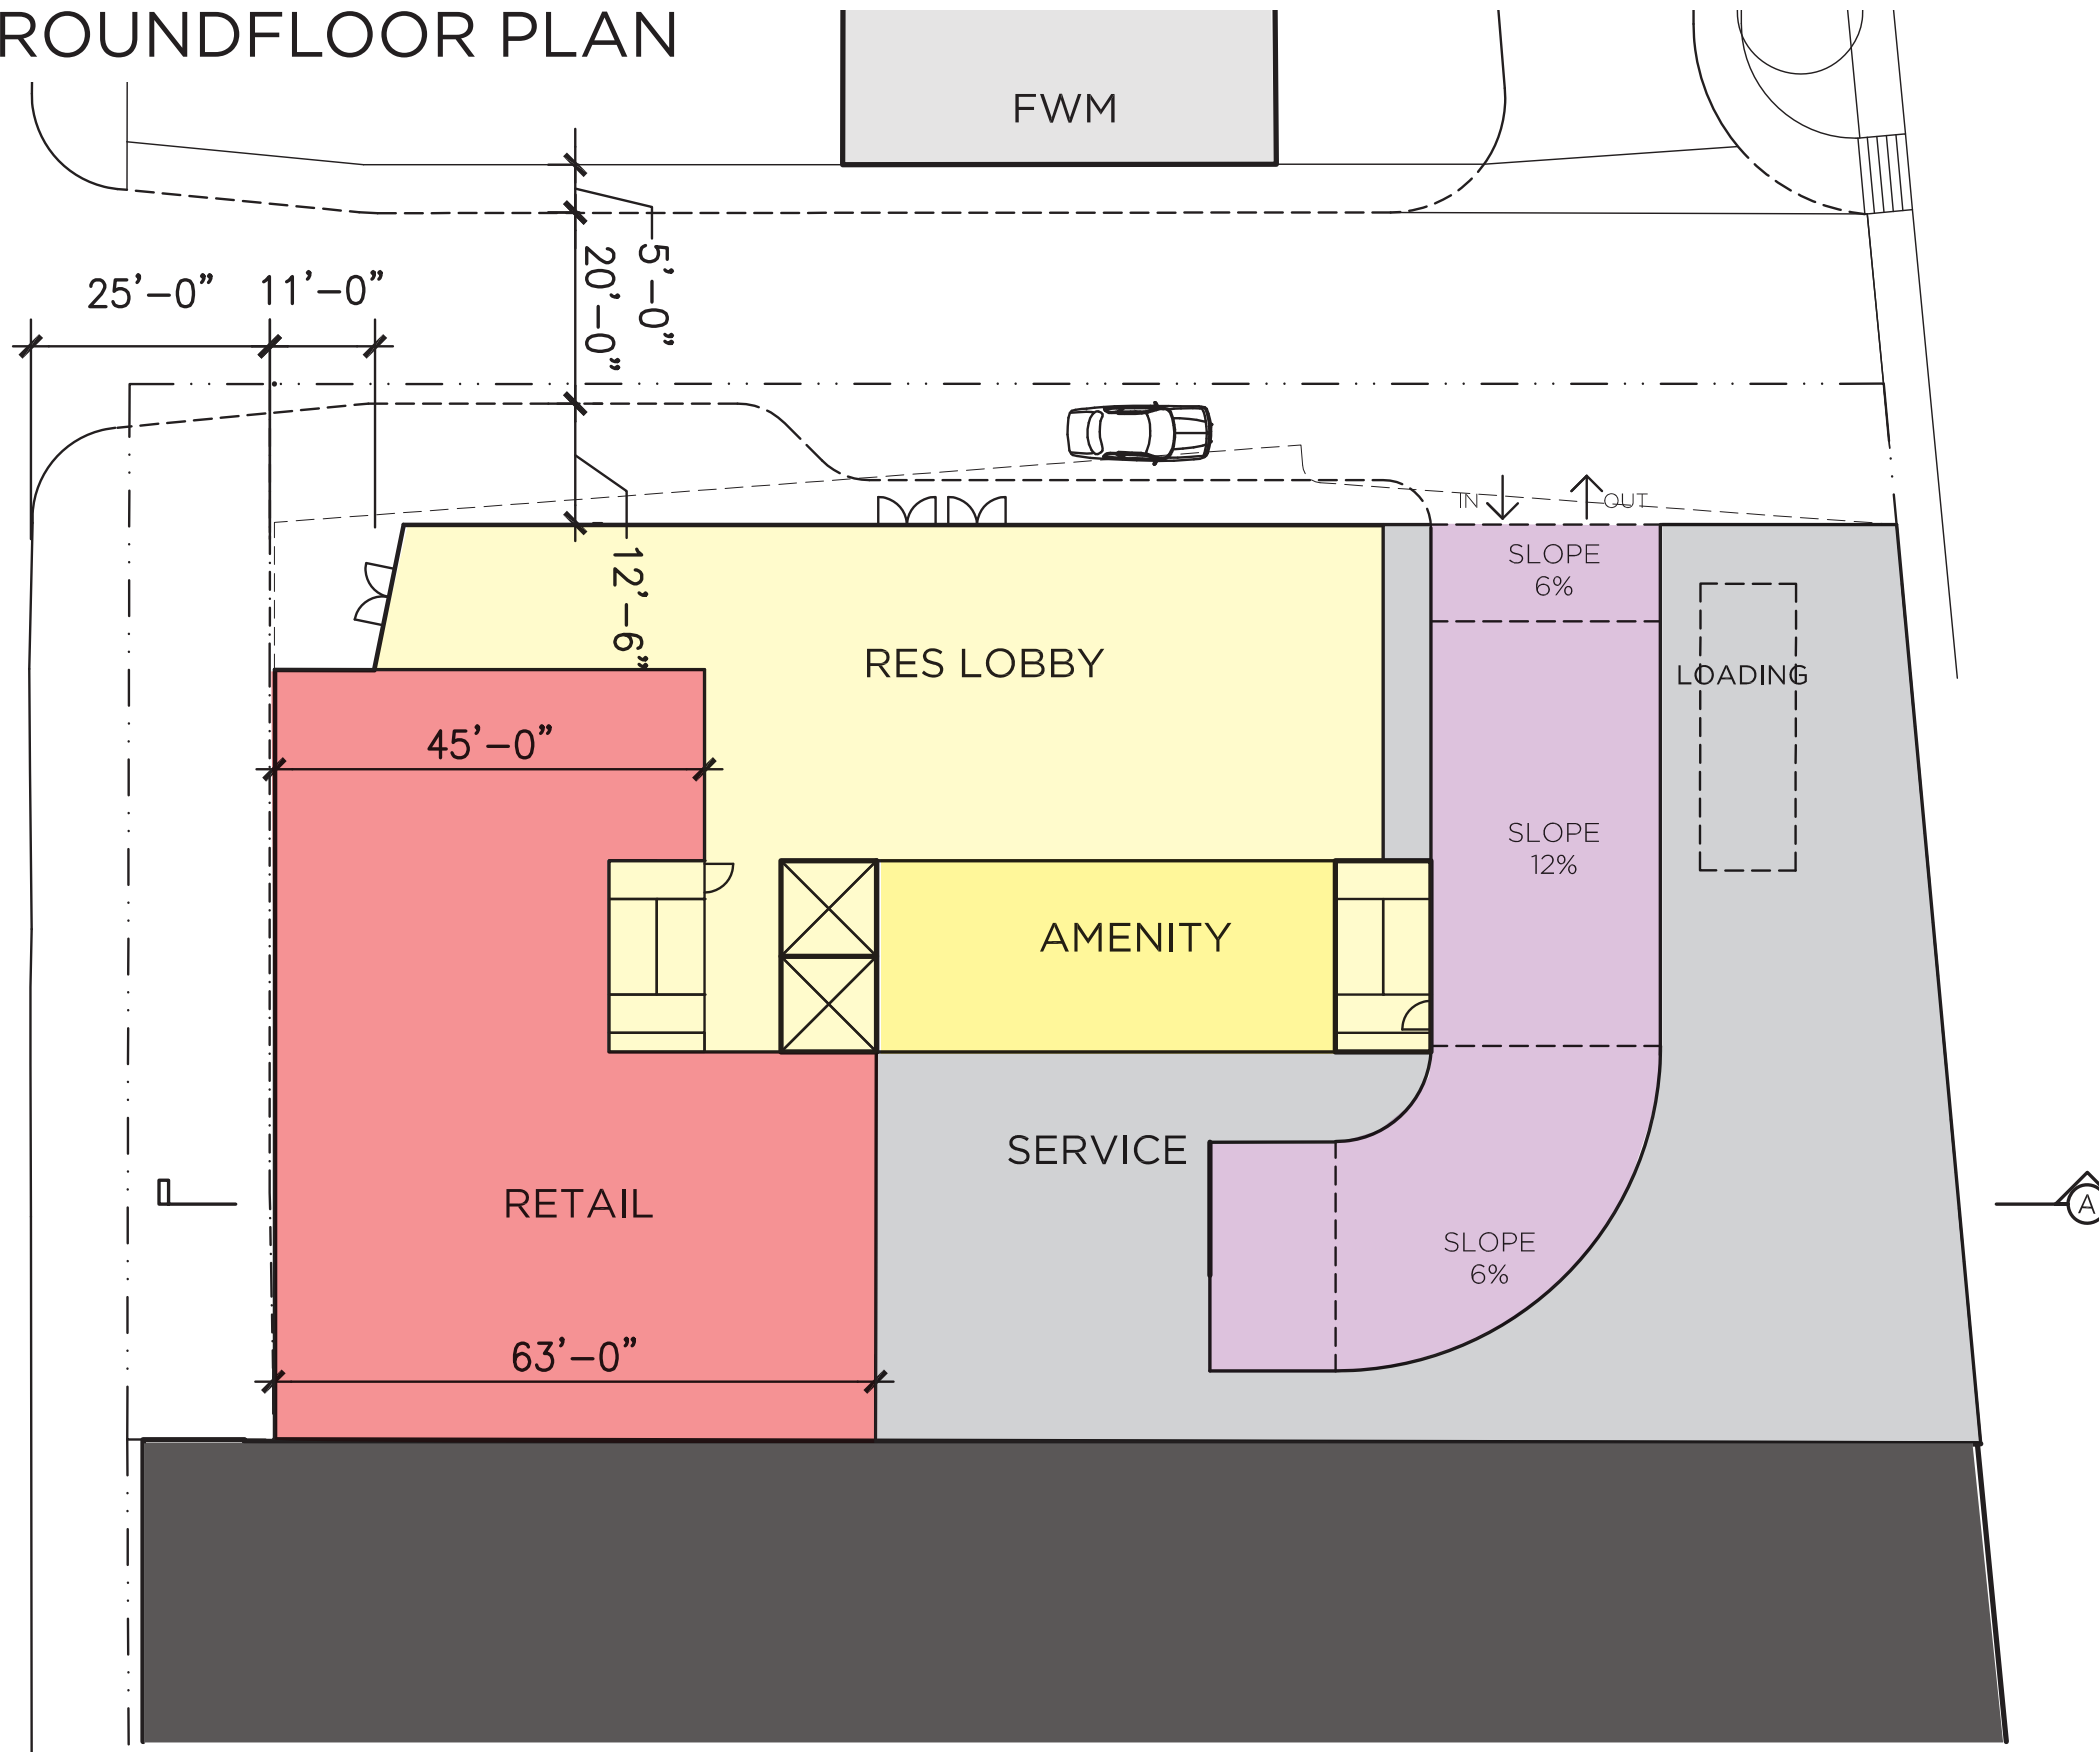 ROUNDFLOOR PLAN
FWM
25'-0"
11'-0"
20'-0"
5'-0"
12'-6"
IN
OUT
SLOPE
6%
RES LOBBY
LOADING
45'-0"
SLOPE
12%
AMENITY
SERVICE
RETAIL
A
SLOPE
6%
63'-0"